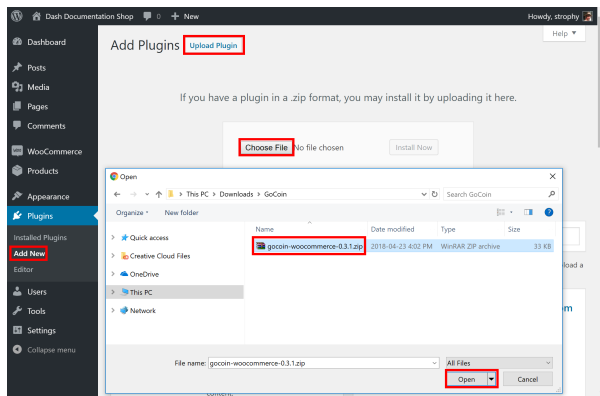 Dash Documentation Shop 0 + New Howdy, strophy
Help ▼
Dashboard
Posts
Media
Pages
Comments
WooCommerce
Products
Appearance
Plugins
Installed Plugins
Add New
Editor
Users
Tools
Settings
Collapse menu
Add Plugins Upload Plugin
If you have a plugin in a .zip format, you may install it by uploading it here.
Choose File No file chosen Install Now
Open
This PC > Downloads > GoCoin Search GoCoin
Organize New folder
Name Date modified Type Size
gocoin-woocommerce-0.3.1.zip 2018-04-23 4:02 PM WinRAR ZIP archive 33 KB
Quick access
Creative Cloud Files
OneDrive
This PC
Network
File name: gocoin-woocommerce-0.3.1.zip All Files
Open Cancel
load a